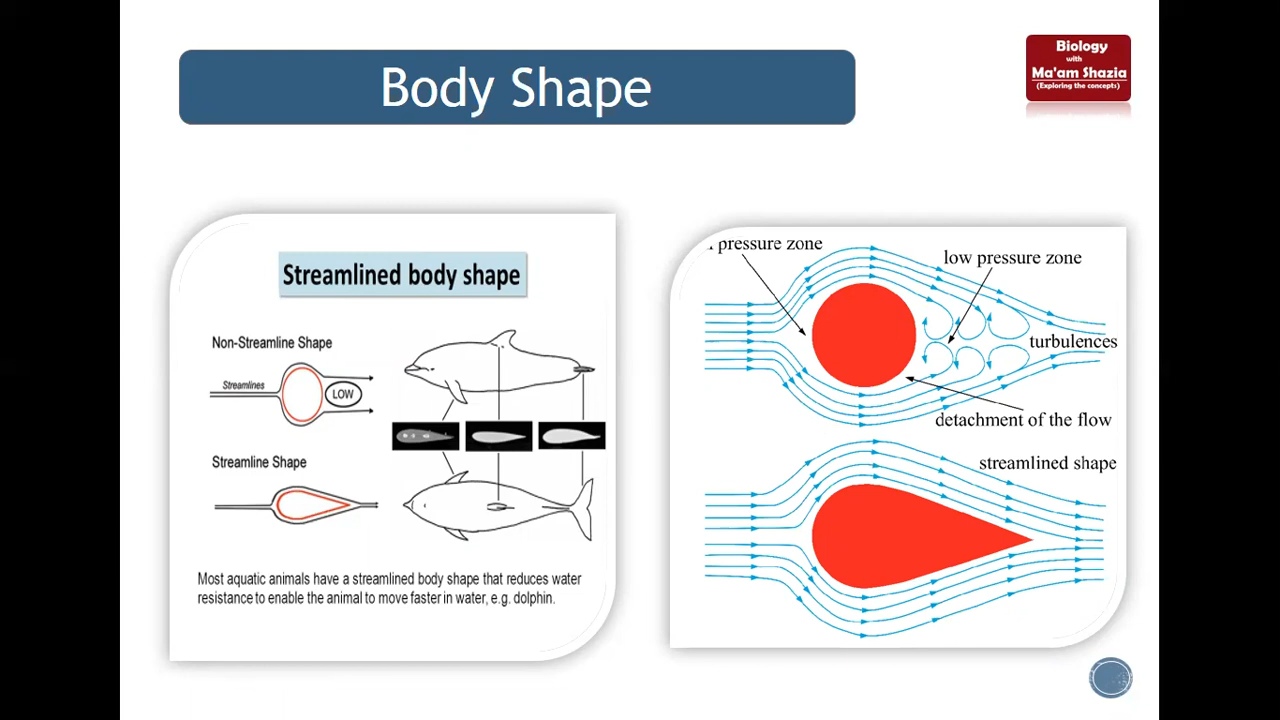 Body Shape
Biology
with
Ma'am Shazia
(Exploring the concepts)
Streamlined body shape
Non-Streamline Shape
Streamlines
LOW
Streamline Shape
Most aquatic animals have a streamlined body shape that reduces water
resistance to enable the animal to move faster in water, e.g. dolphin.
pressure zone
low pressure zone
turbulences
detachment of the flow
streamlined shape